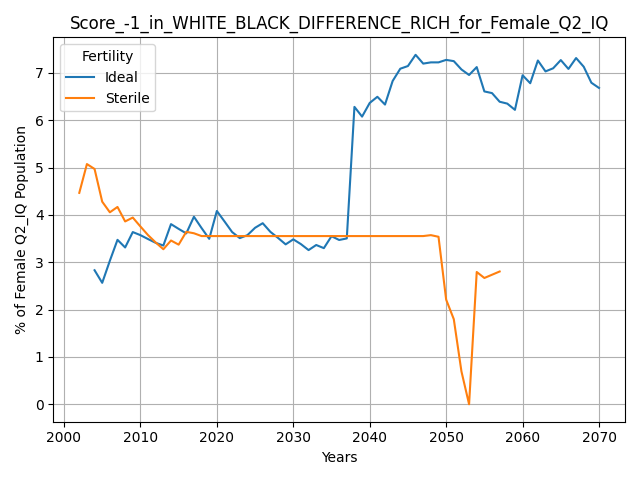 Score_-1_in_WHITE_BLACK_DIFFERENCE_RICH_for_Female_Q2_IQ
Fertility
Ideal
Sterile
% of Female Q2_IQ Population
7
6
5
4
3
2
1
0
2000 2010 2020 2030 2040 2050 2060 2070
Years